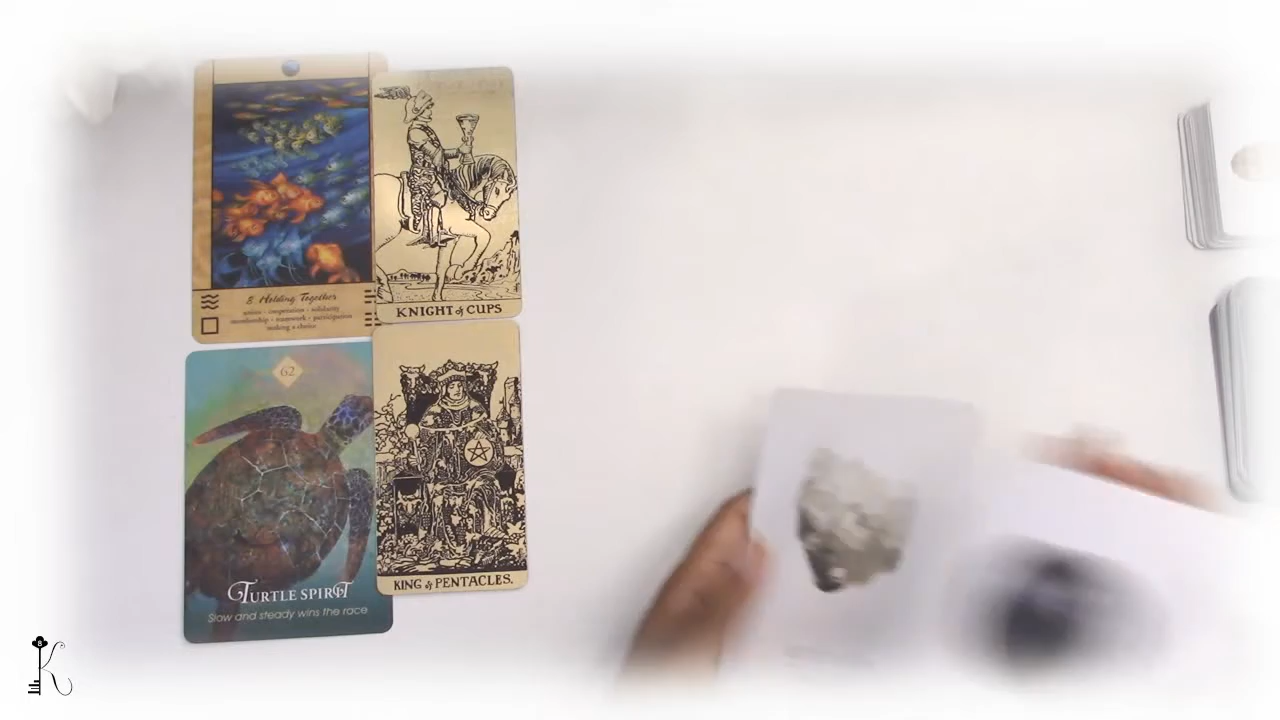 8 Holding Together
union • cooperation • solidarity
membership • teamwork • participation
making a choice
KNIGHT of CUPS
62
TURTLE SPIRIT
Slow and steady wins the race
KING of PENTACLES.
K